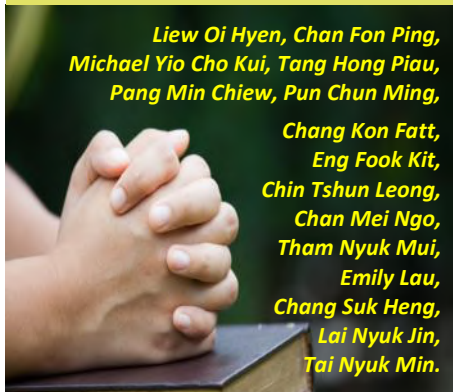 Liew Oi Hyen, Chan Fon Ping,
Michael Yio Cho Kui, Tang Hong Piau,
Pang Min Chiew, Pun Chun Ming,
Chang Kon Fatt,
Eng Fook Kit,
Chin Tshun Leong,
Chan Mei Ngo,
Tham Nyuk Mui,
Emily Lau,
Chang Suk Heng,
Lai Nyuk Jin,
Tai Nyuk Min.